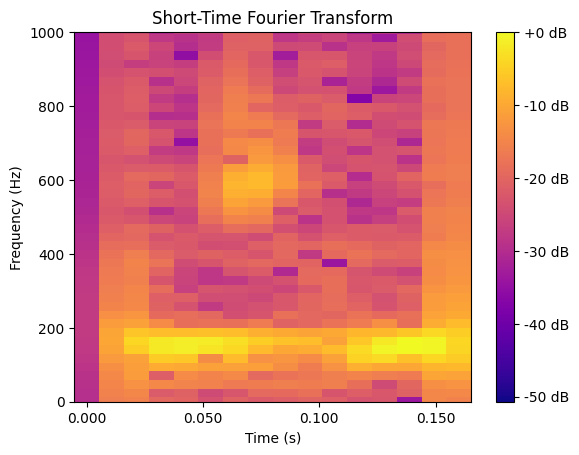 Short-Time Fourier Transform
1000
800
600
400
200
0
Frequency (Hz)
0.000
0.050
0.100
0.150
Time (s)
+0 dB
-10 dB
-20 dB
-30 dB
-40 dB
-50 dB